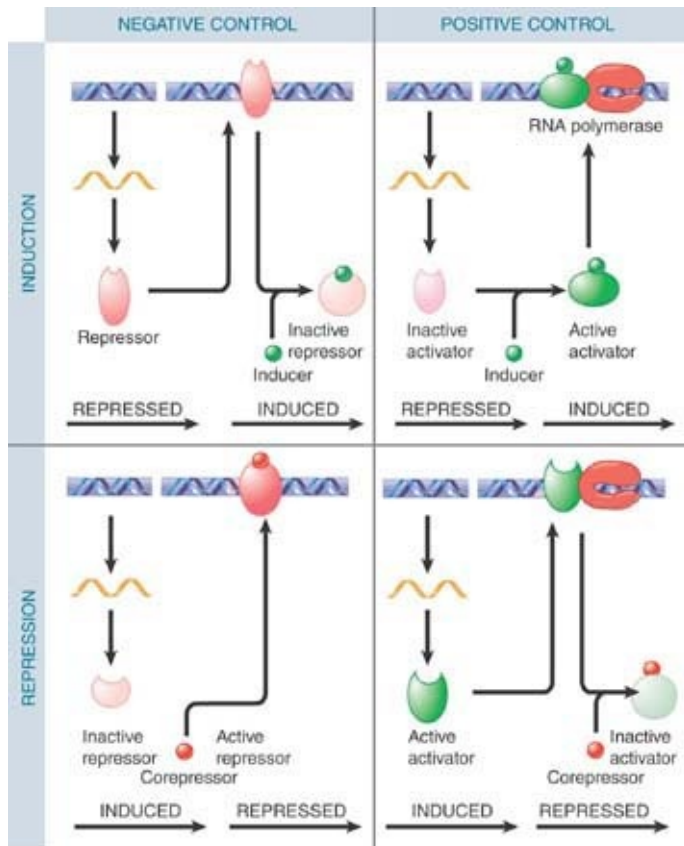 NEGATIVE CONTROL
POSITIVE CONTROL
INDUCTION
Repressor
Inactive
repressor
Inducer
REPRESSED
INDUCED
RNA polymerase
Inactive
activator
Active
activator
Inducer
REPRESSED
INDUCED
REPRESSION
Inactive
repressor
Active
repressor
Corepressor
INDUCED
REPRESSED
Active
activator
Inactive
activator
Corepressor
INDUCED
REPRESSED